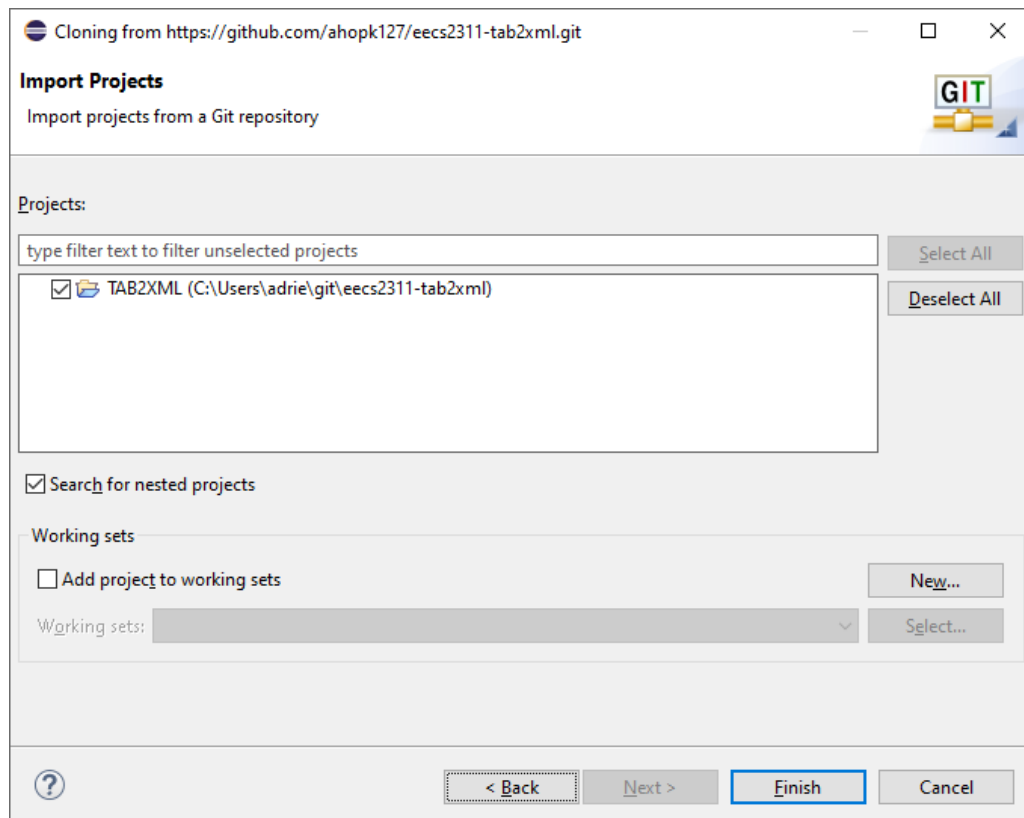 Cloning from https://github.com/ahopk127/eecs2311-tab2xml.git
Import Projects
Import projects from a Git repository
GIT
Projects:
type filter text to filter unselected projects
Select All
TAB2XML (C:\Users\adrie\git\eecs2311-tab2xml)
Deselect All
Search for nested projects
Working sets
Add project to working sets
New...
Working sets:
Select...
?
< Back
Next >
Finish
Cancel